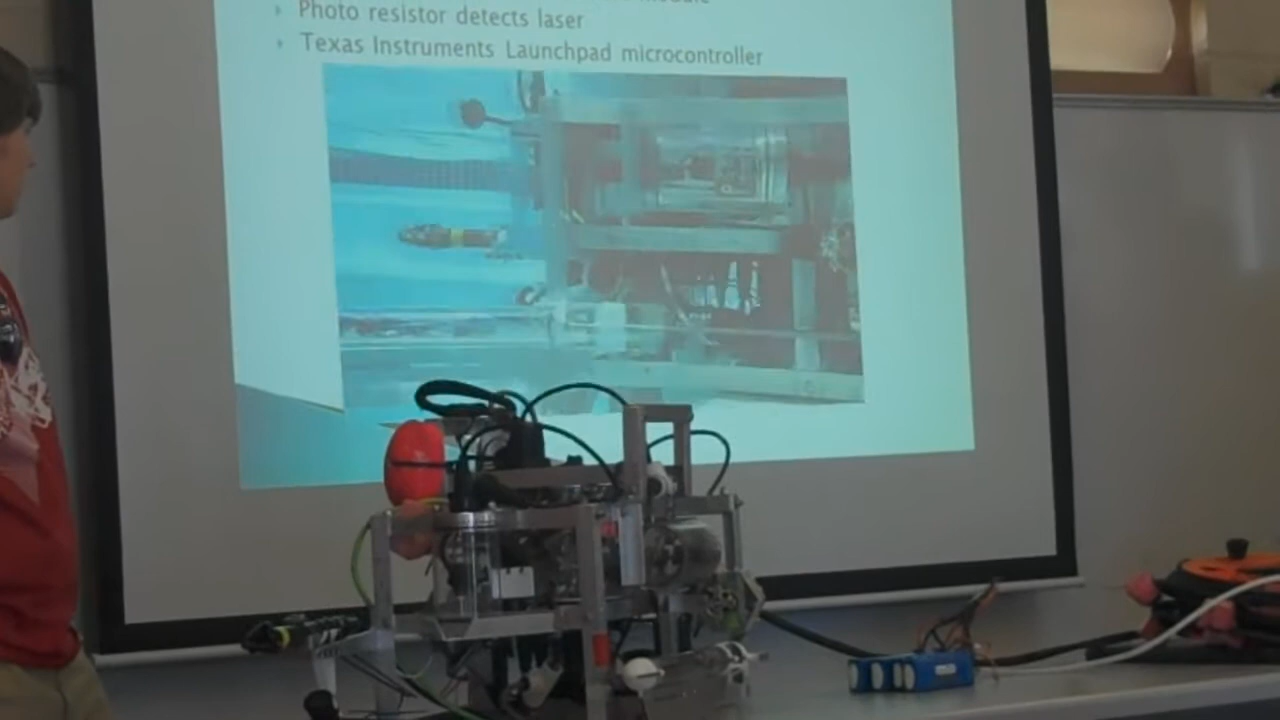 Photo resistor detects laser
Texas Instruments Launchpad microcontroller